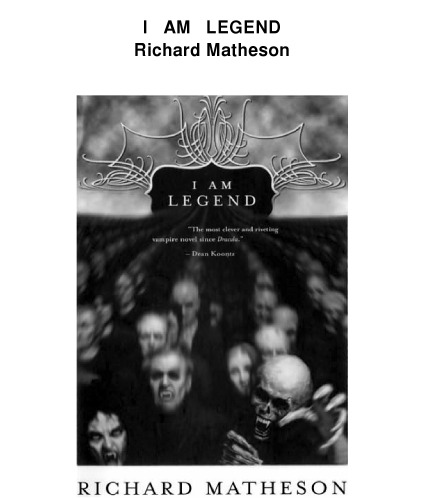 I AM LEGEND
Richard Matheson
I AM
LEGEND
"The most clever and riveting
vampire novel since Dracula."
– Dean Koontz
RICHARD MATHESON